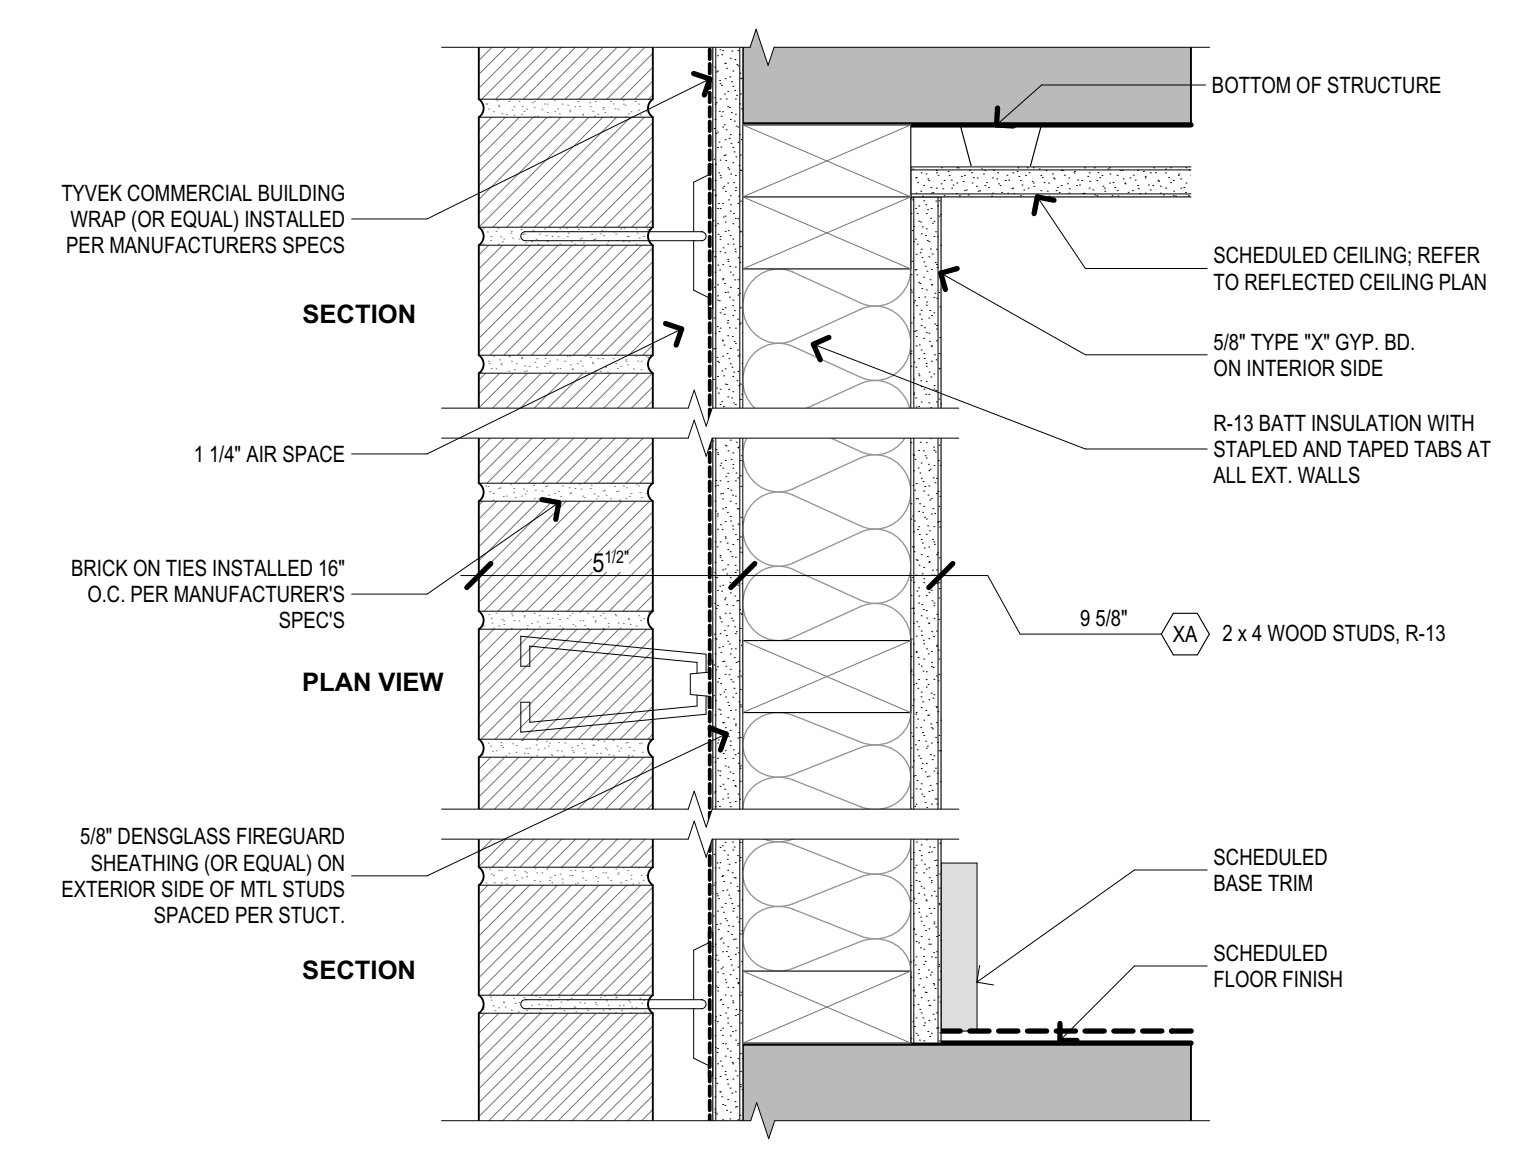 BOTTOM OF STRUCTURE
TYVEK COMMERCIAL BUILDING
WRAP (OR EQUAL) INSTALLED
PER MANUFACTURERS SPECS
SCHEDULED CEILING; REFER
TO REFLECTED CEILING PLAN
SECTION
5/8" TYPE "X" GYP. BD.
ON INTERIOR SIDE
R-13 BATT INSULATION WITH
STAPLED AND TAPED TABS AT
ALL EXT. WALLS
1 1/4" AIR SPACE
BRICK ON TIES INSTALLED 16"
O.C. PER MANUFACTURER'S
SPEC'S
5 1/2"
9 5/8"
XA
2 x 4 WOOD STUDS, R-13
PLAN VIEW
5/8" DENSGLASS FIREGUARD
SHEATHING (OR EQUAL) ON
EXTERIOR SIDE OF MTL STUDS
SPACED PER STUCT.
SCHEDULED
BASE TRIM
SECTION
SCHEDULED
FLOOR FINISH